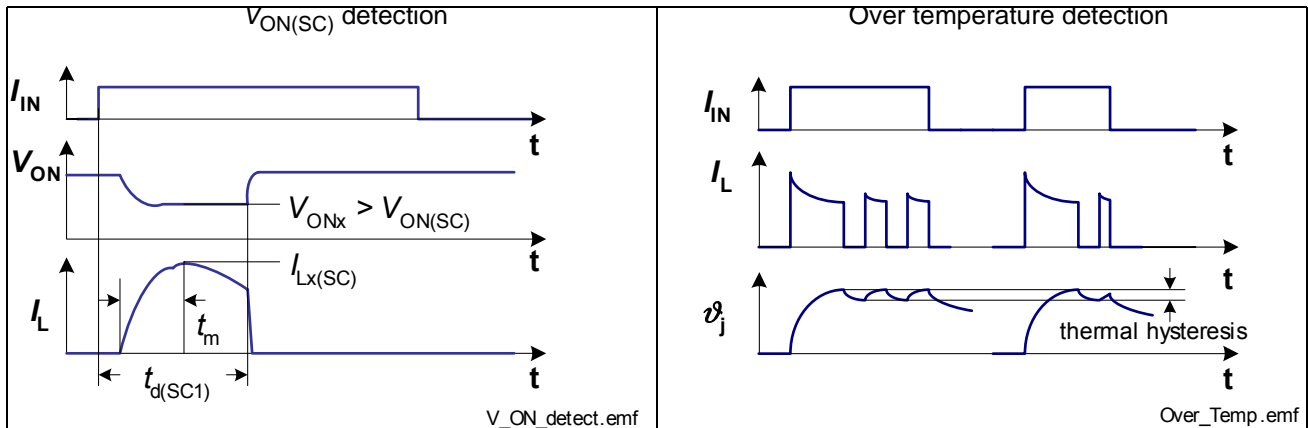 VON(SC) detection
IIN
t
VON
VONx > VON(SC)
t
ILx(SC)
IL
tm
t
td(SC1)
V_ON_detect.emf
Over temperature detection
IIN
t
IL
t
ϑj
thermal hysteresis
t
Over_Temp.emf